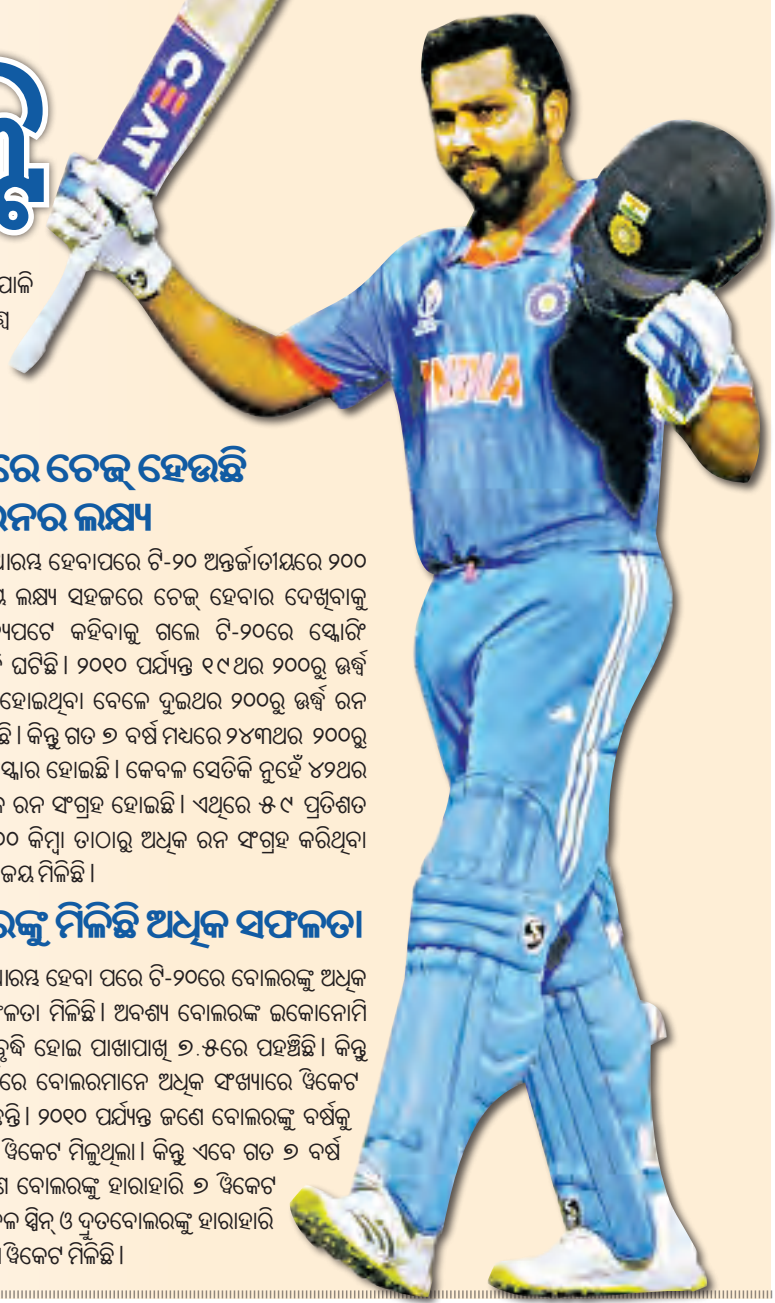 CEAT
ପାଳି
INDIA
ରେ ଚେଜ୍ ହେଉଛି
ରନର ଲକ୍ଷ୍ୟ
ଆରମ୍ଭ ହେବାପରେ ଟି-୨୦ ଅନ୍ତର୍ଜାତୀୟରେ ୨୦୦
ଲକ୍ଷ୍ୟ ସହଜରେ ଚେଜ୍ ହେବାର ଦେଖିବାକୁ
କହିବାକୁ ଗଲେ ଟି-୨୦ରେ ସ୍କୋରିଂ
ଘଟିଛି। ୨୦୧୦ ପର୍ଯ୍ୟନ୍ତ ୧୯ଥର ୨୦୦ରୁ ଊର୍ଦ୍ଧ୍ୱ
ହୋଇଥିବା ବେଳେ ଦୁଇଥର ୨୦୦ରୁ ଊର୍ଦ୍ଧ୍ୱ ରନ
ଛି। କିନ୍ତୁ ଗତ ୭ ବର୍ଷ ମଧ୍ୟରେ ୨୪୩ଥର ୨୦୦ରୁ
ସ୍କୋର ହୋଇଛି। କେବଳ ସେତିକି ନୁହେଁ ୪୨ଥର
ରନ ସଂଗ୍ରହ ହୋଇଛି। ଏଥିରେ ୫୯ ପ୍ରତିଶତ
୦୦ କିମ୍ବା ତାଠାରୁ ଅଧିକ ରନ ସଂଗ୍ରହ କରିଥିବା
ଜୟ ମିଳିଛି।
ରଙ୍କୁ ମିଳିଛି ଅଧିକ ସଫଳତା
ଆରମ୍ଭ ହେବା ପରେ ଟି-୨୦ରେ ବୋଲରଙ୍କୁ ଅଧିକ
ଫଳତା ମିଳିଛି। ଅବଶ୍ୟ ବୋଲରଙ୍କ ଇକୋନୋମି
ବୃଦ୍ଧି ହୋଇ ପାଖାପାଖି ୭.୫ରେ ପହଞ୍ଚିଛି। କିନ୍ତୁ
ରେ ବୋଲରମାନେ ଅଧିକ ସଂଖ୍ୟାରେ ୱିକେଟ
ନ୍ତି। ୨୦୧୦ ପର୍ଯ୍ୟନ୍ତ ଜଣେ ବୋଲରଙ୍କୁ ବର୍ଷକୁ
ୱିକେଟ ମିଳୁଥିଲା। କିନ୍ତୁ ଏବେ ଗତ ୭ ବର୍ଷ
ବୋଲରଙ୍କୁ ହାରାହାରି ୭ ୱିକେଟ
ସ୍ପିନ୍ ଓ ଦ୍ରୁତବୋଲରଙ୍କୁ ହାରାହାରି
ୱିକେଟ ମିଳିଛି।